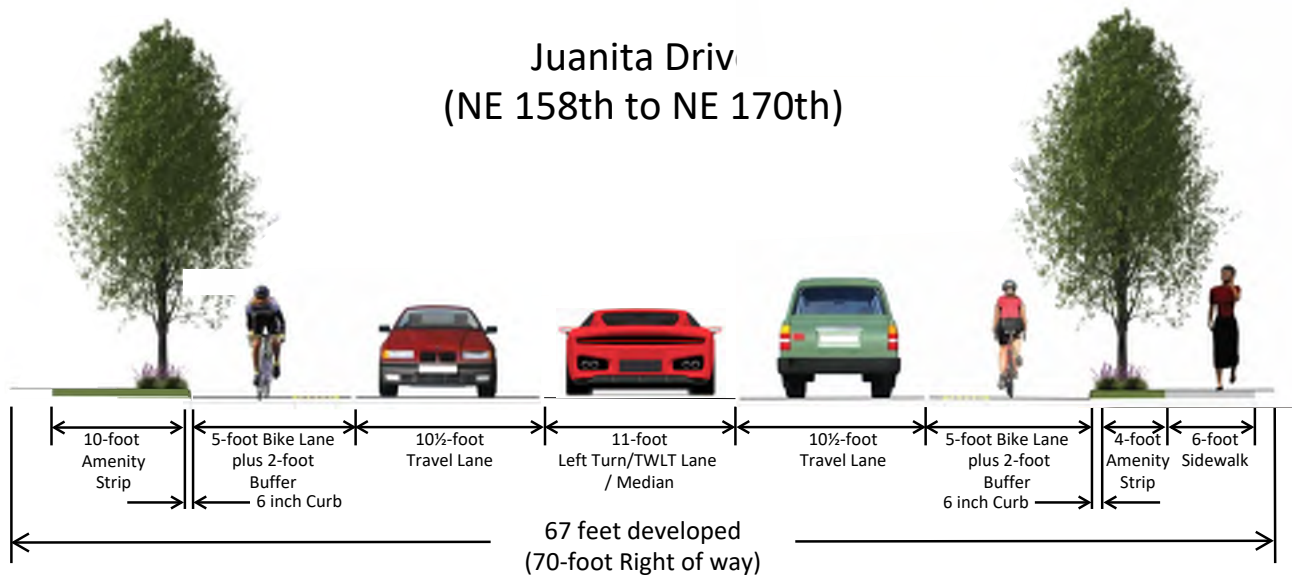 Juanita Driv
(NE 158th to NE 170th)
10-foot
Amenity
Strip
5-foot Bike Lane
plus 2-foot
Buffer
6 inch Curb
10½-foot
Travel Lane
11-foot
Left Turn/TWLT Lane
/ Median
10½-foot
Travel Lane
5-foot Bike Lane
plus 2-foot
Buffer
6 inch Curb
4-foot
Amenity
Strip
6-foot
Sidewalk
67 feet developed
(70-foot Right of way)